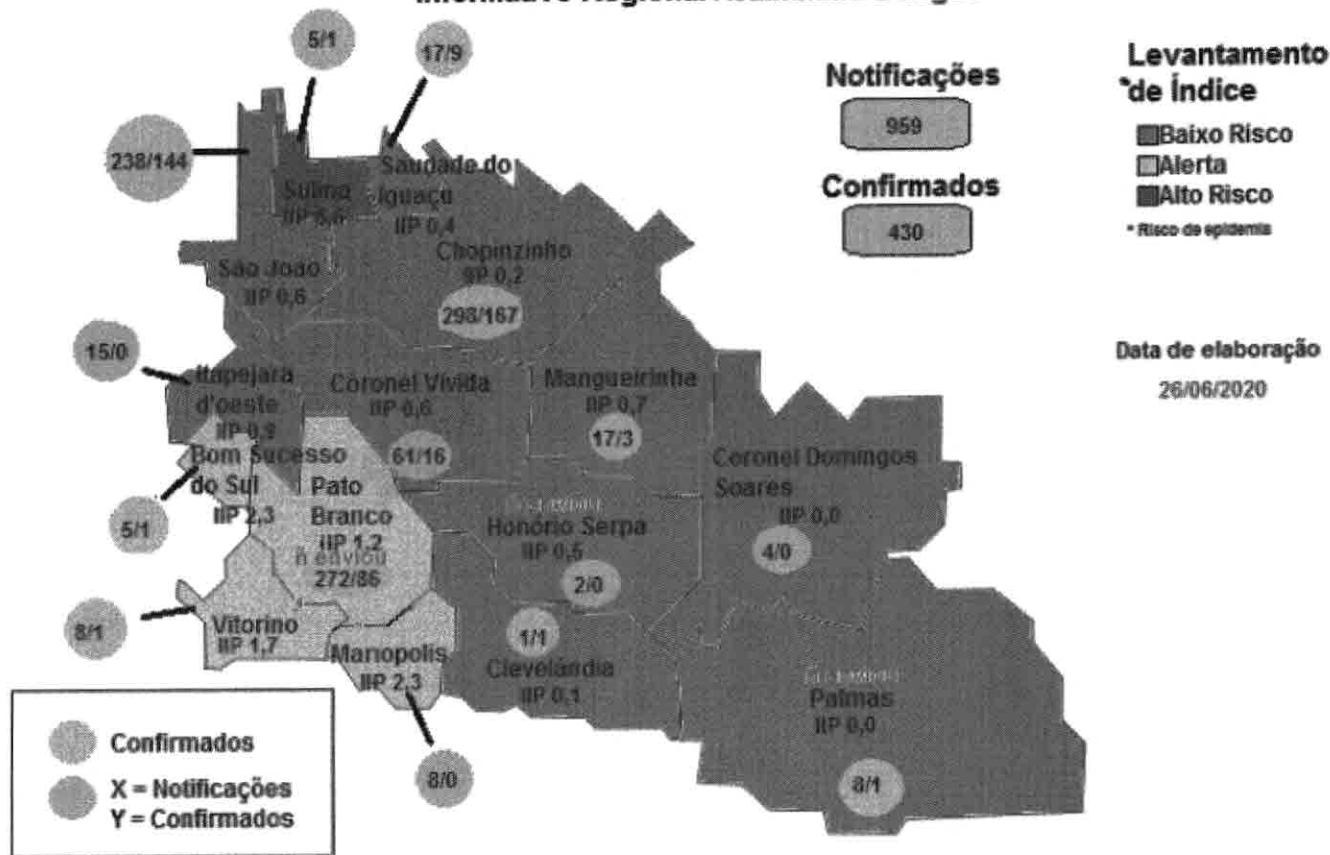 5/1
17/9
238/144
Notificações
959
Confirmados
430
Levantamento
*de Índice
Baixo Risco
Alerta
Alto Risco
* Risco de epidemia
Data de elaboração
26/06/2020
Sulina
Saudade do
Iguaçu
IIP 0,4
Chopinzinho
IIP 0,2
298/167
São João
IIP 0,6
15/0
Itapejara
d'oeste
IIP 0,9
Coronel Vivida
IIP 0,6
61/16
Mangueirinha
IIP 0,7
17/3
Coronel Domingos
Soares
IIP 0,0
4/0
Bom Sucesso
do Sul
IIP 2,3
5/1
Pato
Branco
IIP 1,2
ñ enviou
272/86
Honório Serpa
IIP 0,5
2/0
8/1
Vitorino
IIP 1,7
Mariopolis
IIP 2,3
8/0
1/1
Clevelândia
IIP 0,1
Palmas
IIP 0,0
8/1
Confirmados
X = Notificações
Y = Confirmados